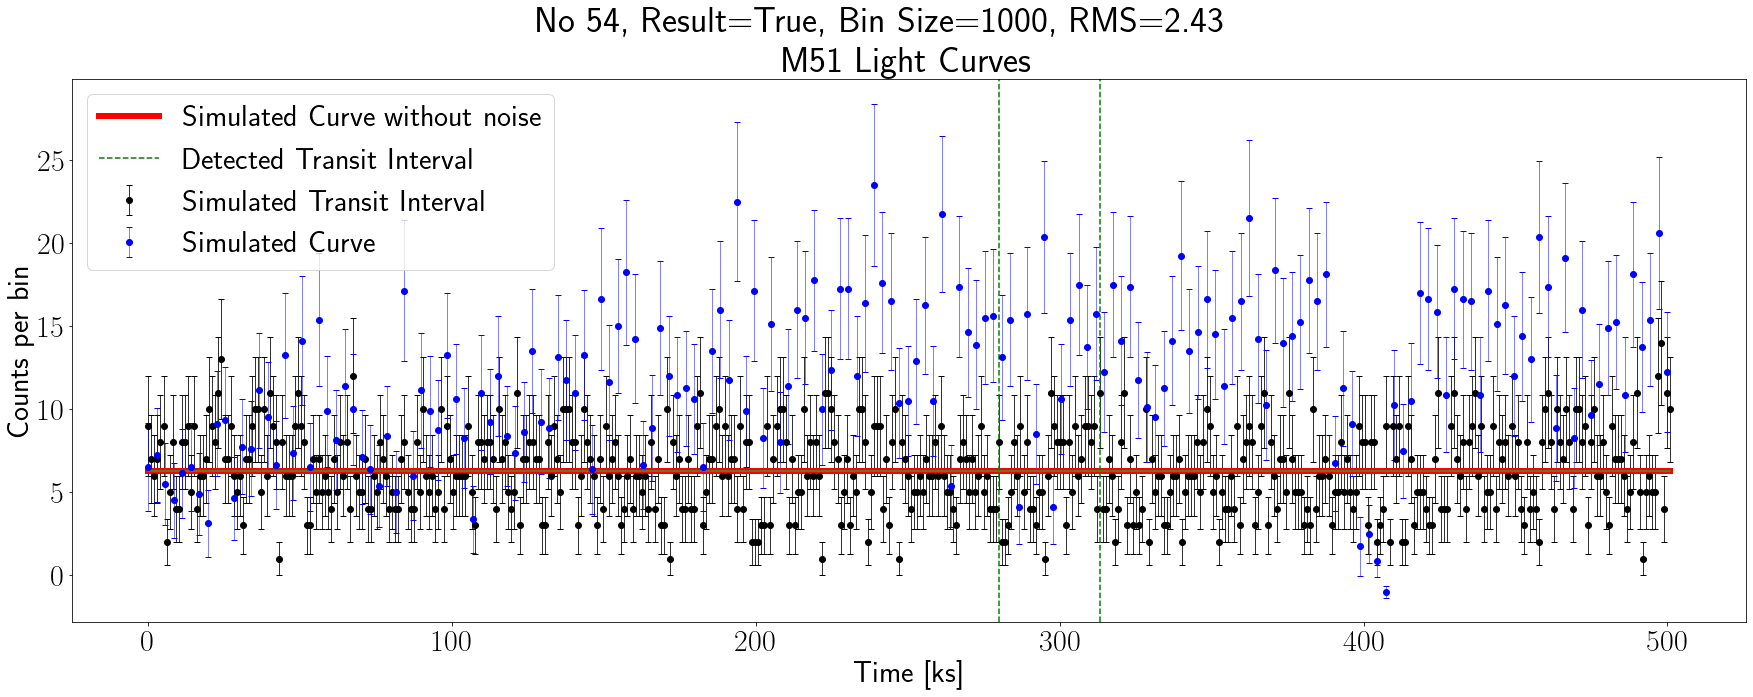 No 54, Result=True, Bin Size=1000, RMS=2.43
M51 Light Curves
Simulated Curve without noise
Detected Transit Interval
Simulated Transit Interval
Simulated Curve
Counts per bin
25
20
15
10
5
0
0 100 200 300 400 500
Time [ks]